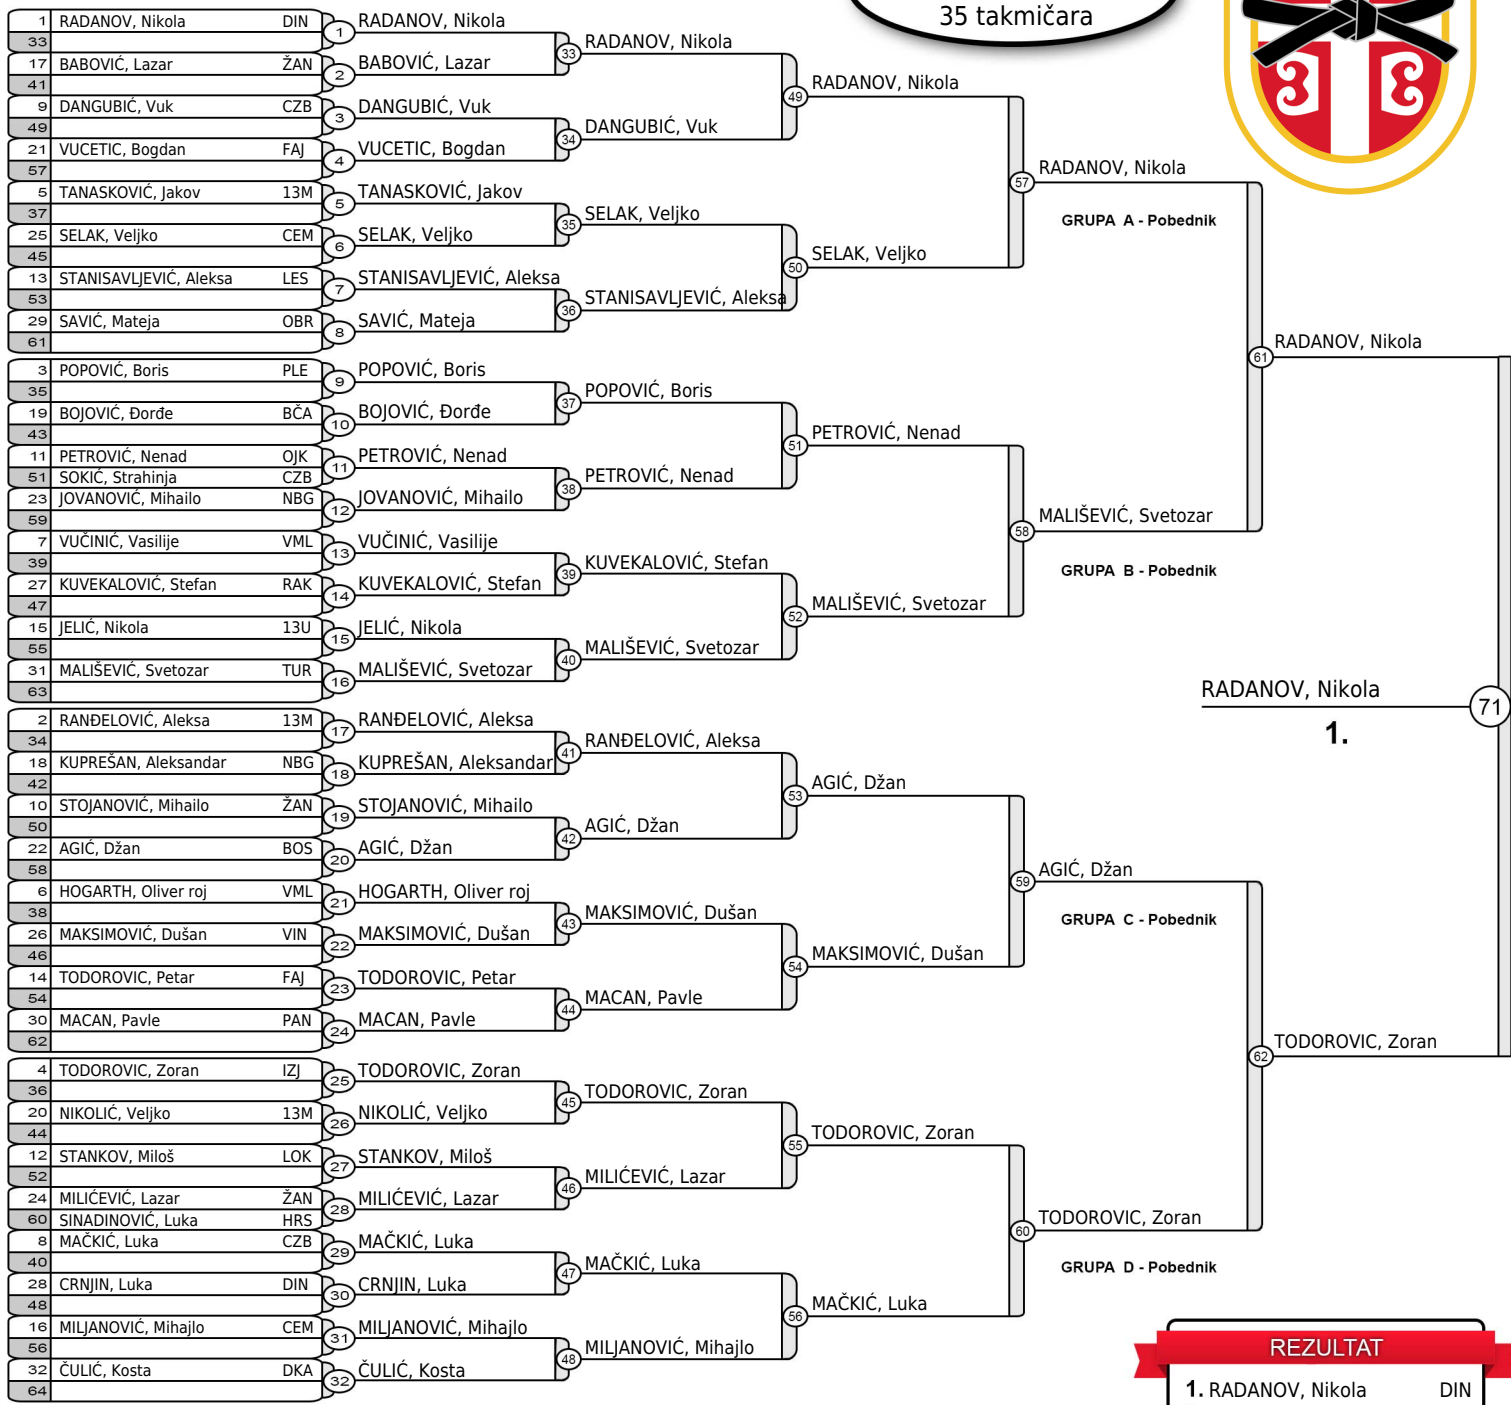 35 takmičara
1 RADANOV, Nikola DIN
33
17 BABOVIĆ, Lazar ŽAN
41
9 DANGUBIĆ, Vuk CZB
49
21 VUCETIC, Bogdan FAJ
57
5 TANASKOVIĆ, Jakov 13M
37
25 SELAK, Veljko CEM
45
13 STANISAVLJEVIĆ, Aleksa LES
53
29 SAVIĆ, Mateja OBR
61
3 POPOVIĆ, Boris PLE
35
19 BOJOVIĆ, Đorđe BČA
43
11 PETROVIĆ, Nenad OJK
51 SOKIĆ, Strahinja CZB
23 JOVANOVIĆ, Mihailo NBG
59
7 VUČINIĆ, Vasilije VML
39
27 KUVEKALOVIĆ, Stefan RAK
47
15 JELIĆ, Nikola 13U
55
31 MALIŠEVIĆ, Svetozar TUR
63
2 RANĐELOVIĆ, Aleksa 13M
34
18 KUPREŠAN, Aleksandar NBG
42
10 STOJANOVIĆ, Mihailo ŽAN
50
22 AGIĆ, Džan BOS
58
6 HOGARTH, Oliver roj VML
38
26 MAKSIMOVIĆ, Dušan VIN
46
14 TODOROVIC, Petar FAJ
54
30 MACAN, Pavle PAN
62
4 TODOROVIC, Zoran IZJ
36
20 NIKOLIĆ, Veljko 13M
44
12 STANKOV, Miloš LOK
52
24 MILIĆEVIĆ, Lazar ŽAN
60 SINADINOVIĆ, Luka HRS
8 MAČKIĆ, Luka CZB
40
28 CRNJIN, Luka DIN
48
16 MILJANOVIĆ, Mihajlo CEM
56
32 ČULIĆ, Kosta DKA
64
1 RADANOV, Nikola
2 BABOVIĆ, Lazar
3 DANGUBIĆ, Vuk
4 VUCETIC, Bogdan
5 TANASKOVIĆ, Jakov
6 SELAK, Veljko
7 STANISAVLJEVIĆ, Aleksa
8 SAVIĆ, Mateja
9 POPOVIĆ, Boris
10 BOJOVIĆ, Đorđe
11 PETROVIĆ, Nenad
12 JOVANOVIĆ, Mihailo
13 VUČINIĆ, Vasilije
14 KUVEKALOVIĆ, Stefan
15 JELIĆ, Nikola
16 MALIŠEVIĆ, Svetozar
17 RANĐELOVIĆ, Aleksa
18 KUPREŠAN, Aleksandar
19 STOJANOVIĆ, Mihailo
20 AGIĆ, Džan
21 HOGARTH, Oliver roj
22 MAKSIMOVIĆ, Dušan
23 TODOROVIC, Petar
24 MACAN, Pavle
25 TODOROVIC, Zoran
26 NIKOLIĆ, Veljko
27 STANKOV, Miloš
28 MILIĆEVIĆ, Lazar
29 MAČKIĆ, Luka
30 CRNJIN, Luka
31 MILJANOVIĆ, Mihajlo
32 ČULIĆ, Kosta
33 RADANOV, Nikola
34 DANGUBIĆ, Vuk
35 SELAK, Veljko
36 STANISAVLJEVIĆ, Aleksa
37 POPOVIĆ, Boris
38 PETROVIĆ, Nenad
39 KUVEKALOVIĆ, Stefan
40 MALIŠEVIĆ, Svetozar
41 RANĐELOVIĆ, Aleksa
42 AGIĆ, Džan
43 MAKSIMOVIĆ, Dušan
44 MACAN, Pavle
45 TODOROVIC, Zoran
46 MILIĆEVIĆ, Lazar
47 MAČKIĆ, Luka
48 MILJANOVIĆ, Mihajlo
49 RADANOV, Nikola
50 SELAK, Veljko
51 PETROVIĆ, Nenad
52 MALIŠEVIĆ, Svetozar
53 AGIĆ, Džan
54 MAKSIMOVIĆ, Dušan
55 TODOROVIC, Zoran
56 MAČKIĆ, Luka
57 RADANOV, Nikola
GRUPA A - Pobednik
58 MALIŠEVIĆ, Svetozar
GRUPA B - Pobednik
59 AGIĆ, Džan
GRUPA C - Pobednik
60 TODOROVIC, Zoran
GRUPA D - Pobednik
61 RADANOV, Nikola
62 TODOROVIC, Zoran
RADANOV, Nikola 71
1.
REZULTAT
1. RADANOV, Nikola DIN